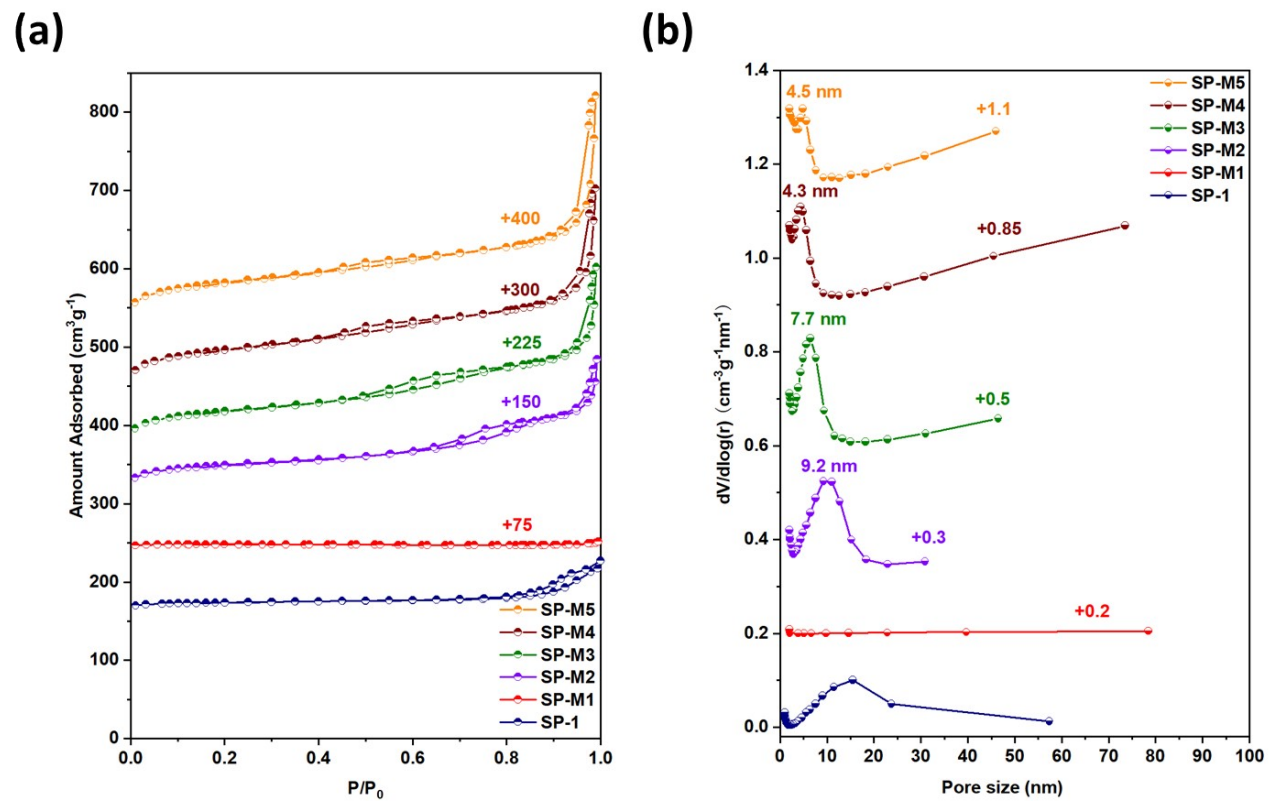 (a)
800
700
600
500
400
300
200
100
0
Amount Adsorbed (cm³g⁻¹)
+400
+300
+225
+150
+75
SP-M5
SP-M4
SP-M3
SP-M2
SP-M1
SP-1
0.0 0.2 0.4 0.6 0.8 1.0
P/P₀
(b)
1.4
1.2
1.0
0.8
0.6
0.4
0.2
0.0
dV/dlog(r) (cm⁻³g⁻¹nm⁻¹)
4.5 nm
+1.1
4.3 nm
+0.85
7.7 nm
+0.5
9.2 nm
+0.3
+0.2
SP-M5
SP-M4
SP-M3
SP-M2
SP-M1
SP-1
0 10 20 30 40 50 60 70 80 90 100
Pore size (nm)